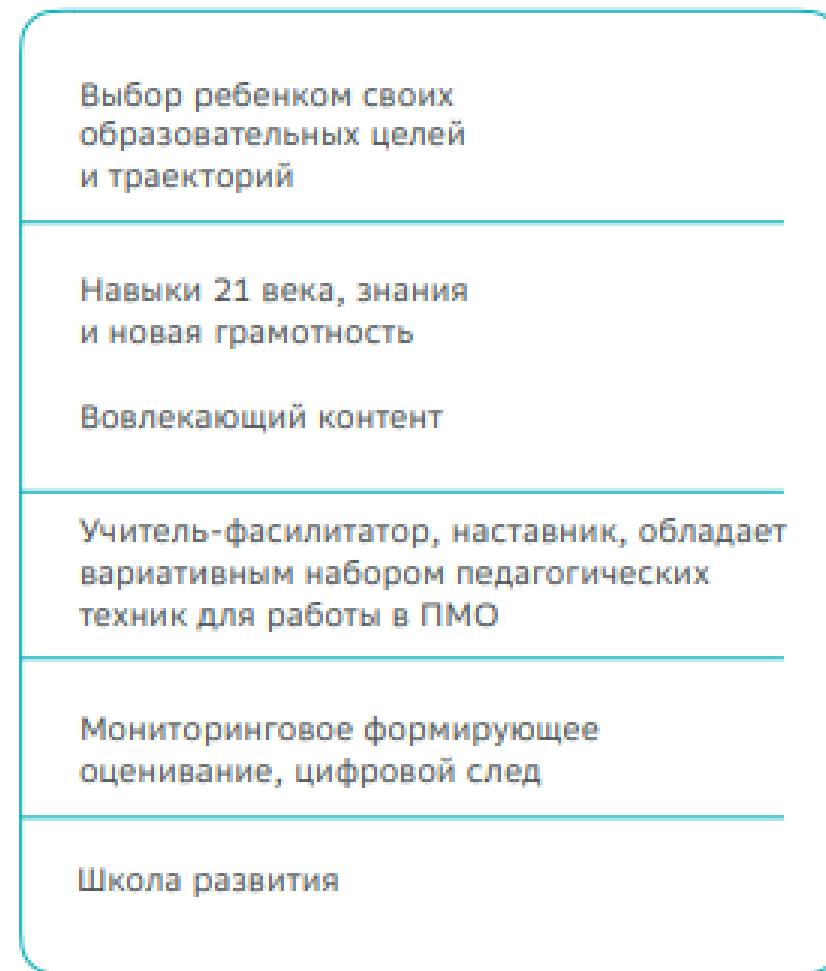 Выбор ребенком своих
образовательных целей
и траекторий
Навыки 21 века, знания
и новая грамотность
Вовлекающий контент
Учитель-фасилитатор, наставник, обладает
вариативным набором педагогических
техник для работы в ПМО
Мониторинговое формирующее
оценивание, цифровой след
Школа развития